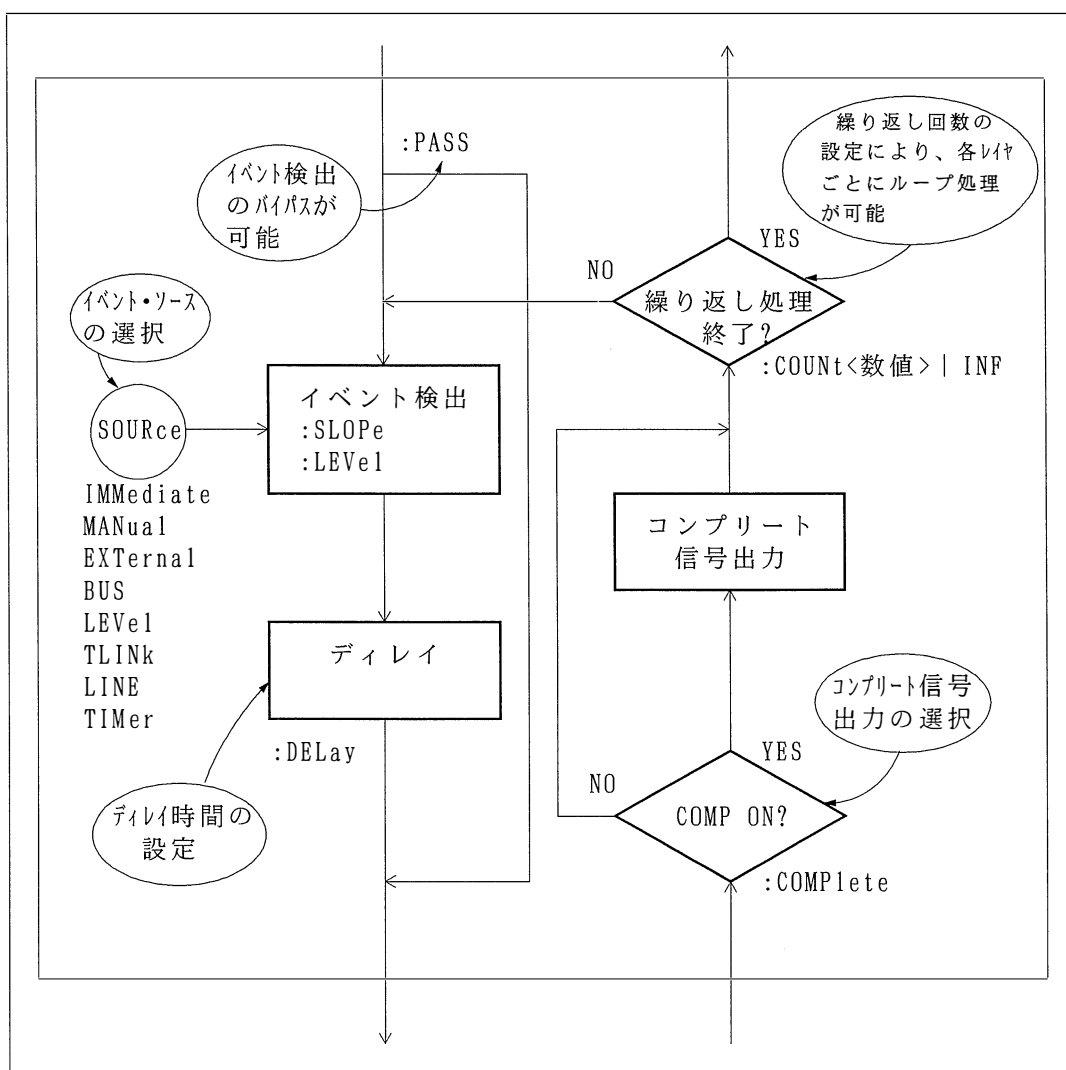 :PASS
イベント検出
のバイパスが
可能
繰り返し回数の
設定により、各レイヤ
ごとにループ処理
が可能
YES
NO
繰り返し処理
終了?
:COUNt<数値>| INF
イベント・ソース
の選択
SOURce
IMMediate
MANual
EXTernal
BUS
LEVel
TLINk
LINE
TIMer
イベント検出
:SLOPe
:LEVel
コンプリート
信号出力
ディレイ
:DELay
ディレイ時間の
設定
コンプリート信号
出力の選択
YES
NO
COMP ON?
:COMPlete